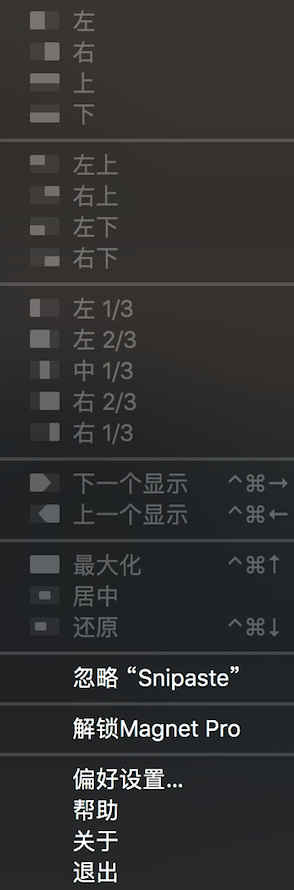 左
右
上
下
左上
右上
左下
右下
左 1/3
左 2/3
中 1/3
右 2/3
右 1/3
下一个显示 ^⌘→
上一个显示 ^⌘←
最大化 ^⌘↑
居中
还原 ^⌘↓
忽略 “Snipaste”
解锁Magnet Pro
偏好设置...
帮助
关于
退出